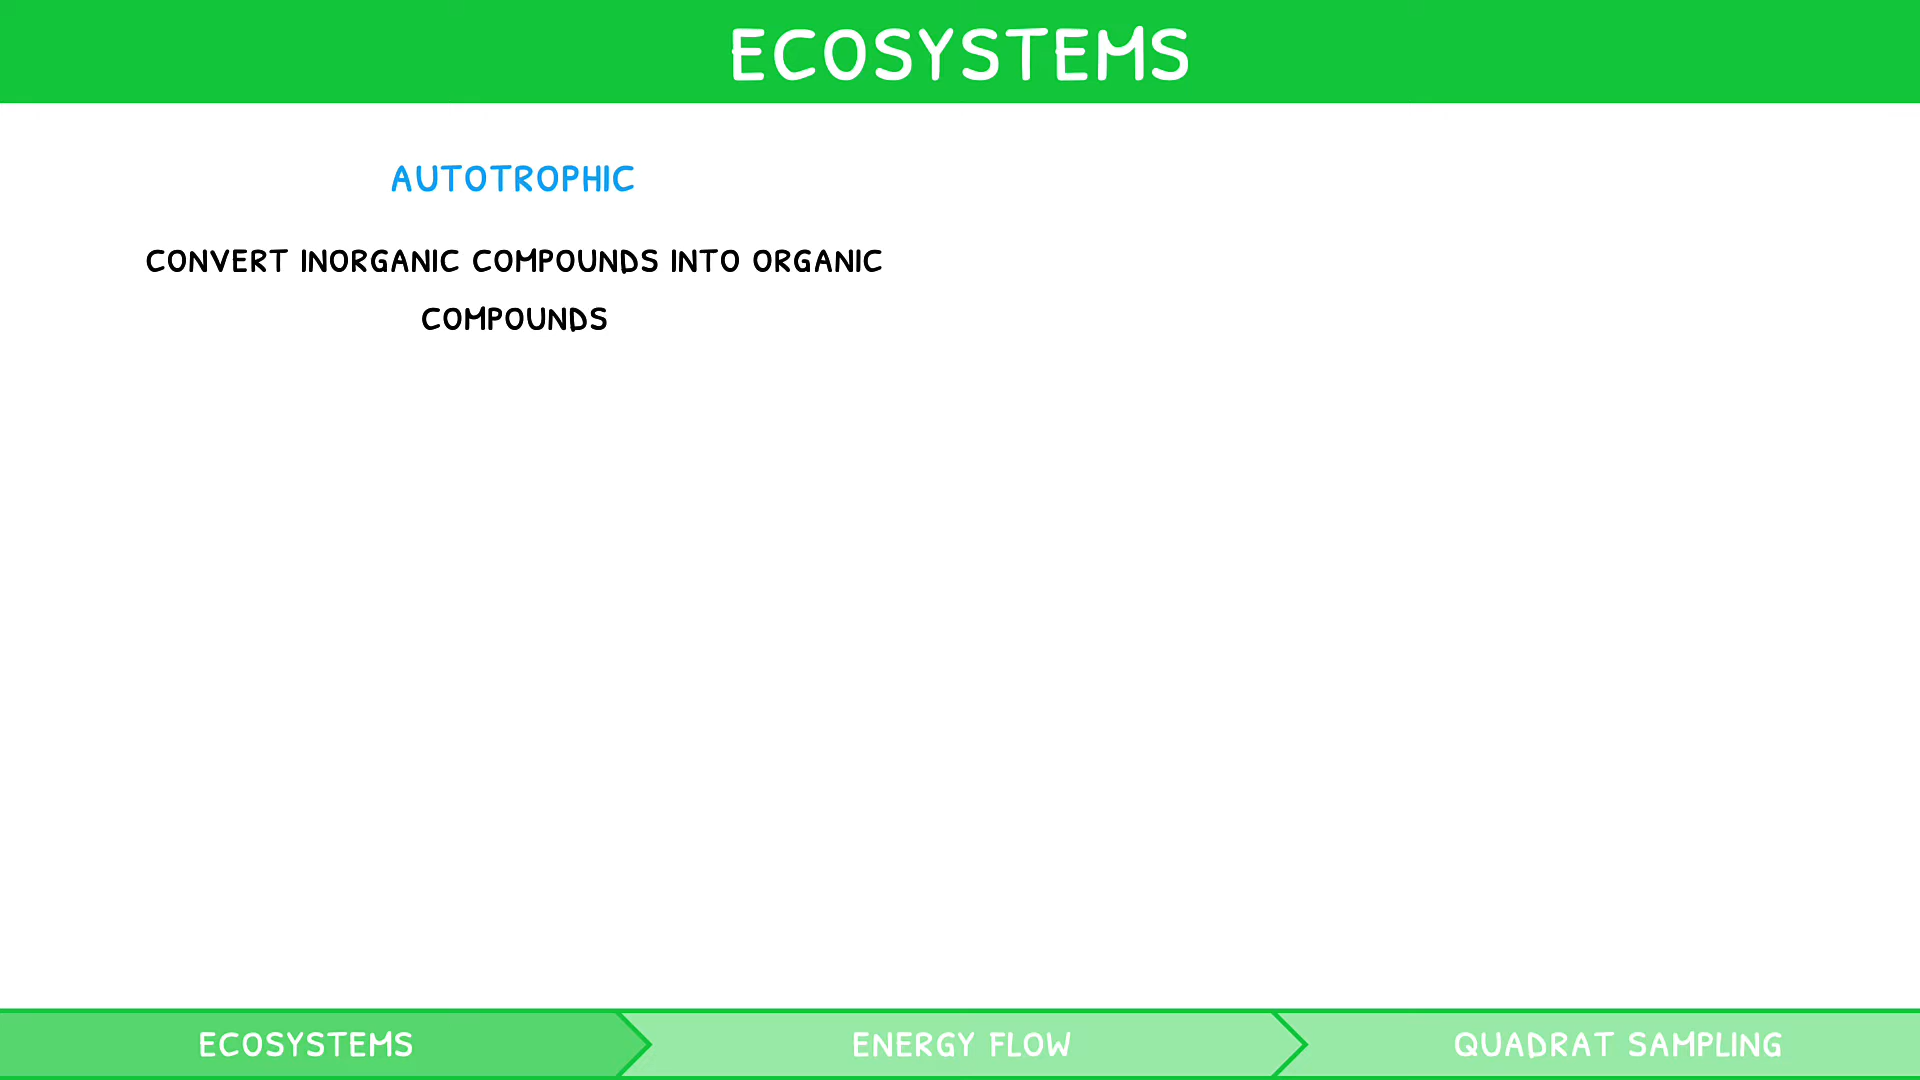 ECOSYSTEMS
AUTOTROPHIC
CONVERT INORGANIC COMPOUNDS INTO ORGANIC
COMPOUNDS
ECOSYSTEMS
ENERGY FLOW
QUADRAT SAMPLING